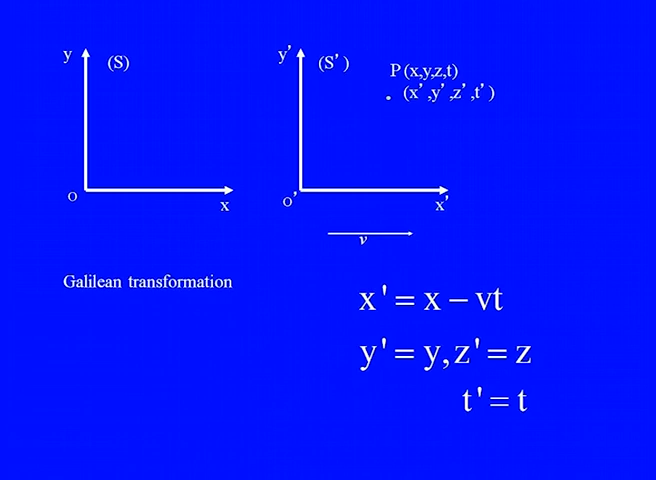 y
(S)
y'
(S')
P (x,y,z,t)
(x',y',z',t')
O
x
O'
x'
v
Galilean transformation
x' = x − vt
y' = y, z' = z
t' = t